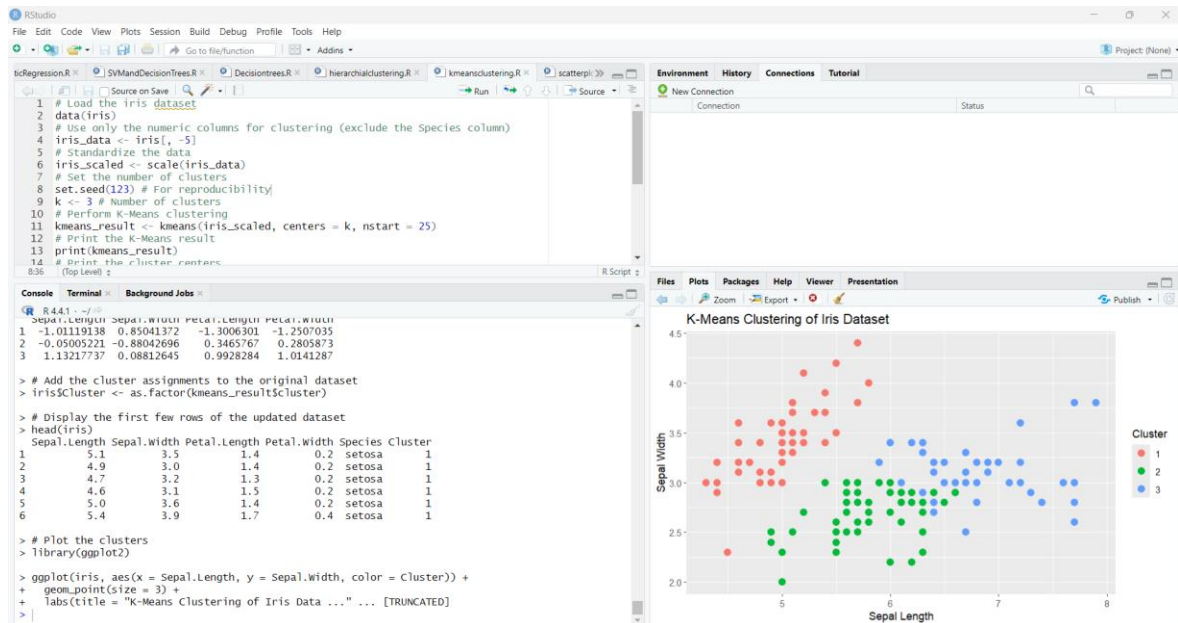 RStudio
File Edit Code View Plots Session Build Debug Profile Tools Help
Go to file/function Addins Project: (None)
ticRegression.R SVMandDecisionTrees.R Decisiontrees.R hierarchialclustering.R kmeansclustering.R scatterplo
Source on Save Run Source
1 # Load the iris dataset
2 data(iris)
3 # Use only the numeric columns for clustering (exclude the Species column)
4 iris_data <- iris[, -5]
5 # Standardize the data
6 iris_scaled <- scale(iris_data)
7 # Set the number of clusters
8 set.seed(123) # For reproducibility
9 k <- 3 # Number of clusters
10 # Perform K-Means clustering
11 kmeans_result <- kmeans(iris_scaled, centers = k, nstart = 25)
12 # Print the K-Means result
13 print(kmeans_result)
14 # Print the cluster centers
8:36 (Top Level) R Script
Console Terminal Background Jobs
R 4.4.1 · ~/
Sepal.Length Sepal.Width Petal.Length Petal.Width
1 -1.01119138 0.85041372 -1.3006301 -1.2507035
2 -0.05005221 -0.88042696 0.3465767 0.2805873
3 1.13217737 0.08812645 0.9928284 1.0141287
> # Add the cluster assignments to the original dataset
> iris$Cluster <- as.factor(kmeans_result$cluster)
> # Display the first few rows of the updated dataset
> head(iris)
Sepal.Length Sepal.Width Petal.Length Petal.Width Species Cluster
1 5.1 3.5 1.4 0.2 setosa 1
2 4.9 3.0 1.4 0.2 setosa 1
3 4.7 3.2 1.3 0.2 setosa 1
4 4.6 3.1 1.5 0.2 setosa 1
5 5.0 3.6 1.4 0.2 setosa 1
6 5.4 3.9 1.7 0.4 setosa 1
> # Plot the clusters
> library(ggplot2)
> ggplot(iris, aes(x = Sepal.Length, y = Sepal.Width, color = Cluster)) +
+ geom_point(size = 3) +
+ labs(title = "K-Means Clustering of Iris Data ..." ... [TRUNCATED]
>
Environment History Connections Tutorial
New Connection
Connection Status
Files Plots Packages Help Viewer Presentation
Zoom Export Publish
K-Means Clustering of Iris Dataset
4.5
4.0
3.5
3.0
2.5
2.0
Sepal Width
5 6 7 8
Sepal Length
Cluster
1
2
3